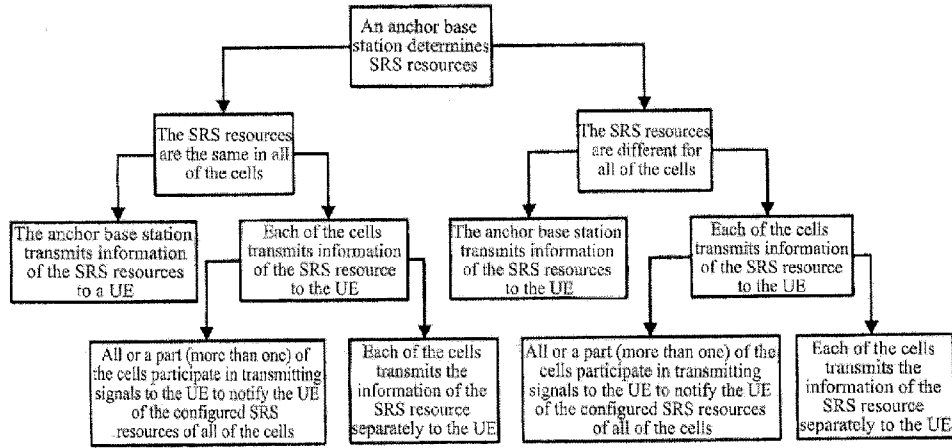 An anchor base
station determines
SRS resources
The SRS resources
are the same in all
of the cells
The SRS resources
are different for
all of the cells
The anchor base station
transmits information
of the SRS resources
to a UE
Each of the cells
transmits information
of the SRS resource
to the UE
The anchor base station
transmits information
of the SRS resources
to the UE
Each of the cells
transmits information
of the SRS resource
to the UE
All or a part (more than one) of
the cells participate in transmitting
signals to the UE to notify the UE
of the configured SRS
resources of all of the cells
Each of the cells
transmits the
information of the
SRS resource
separately to the UE
All or a part (more than one) of the
cells participate in transmitting
signals to the UE to notify the UE
of the configured SRS resources
of all of the cells
Each of the cells
transmits the
information of the
SRS resource
separately to the UE